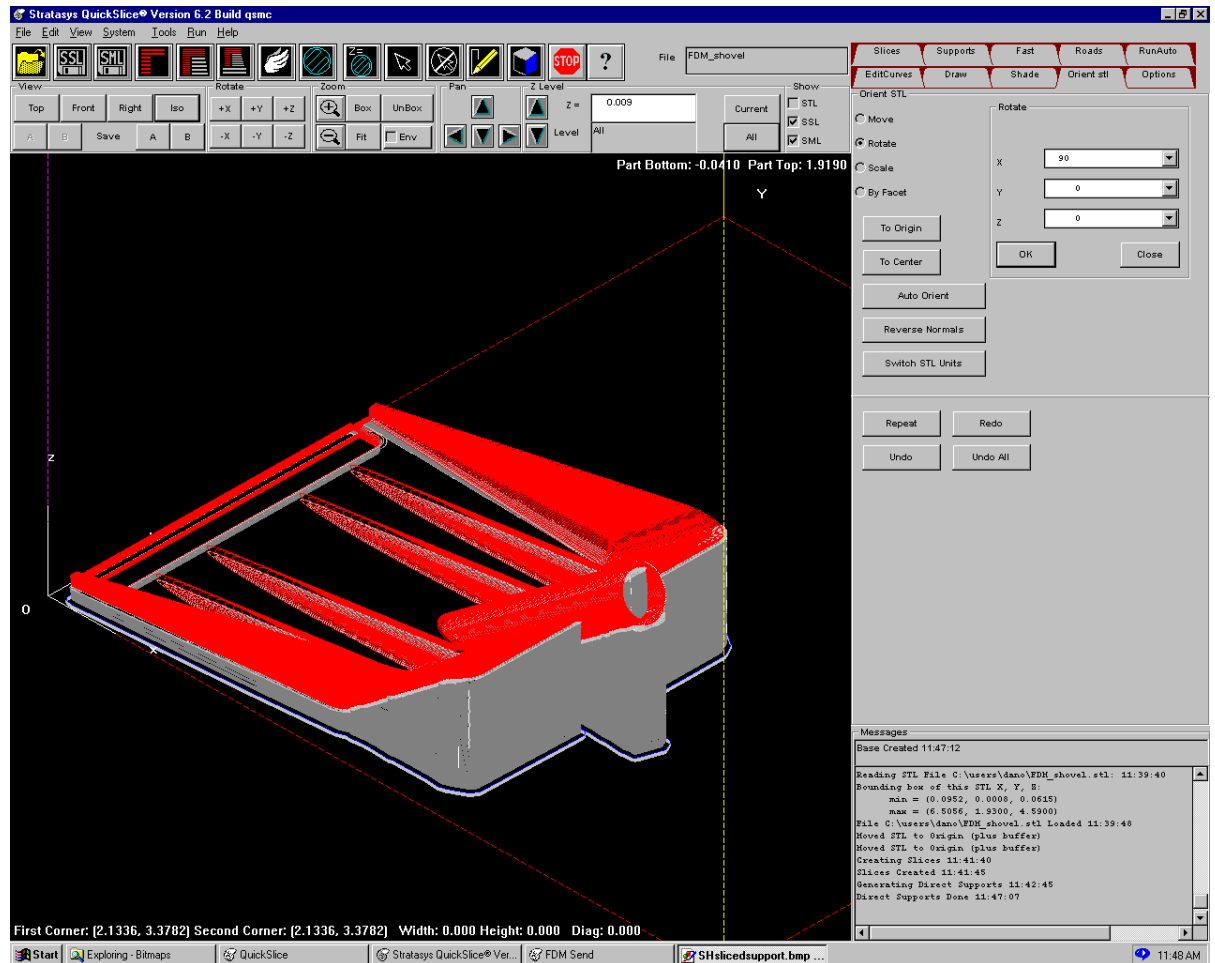 Stratasys QuickSlice® Version 6.2 Build qsmc
File Edit View System Tools Run Help
SSL SML Z= STOP ? File FDM_shovel
Slices Supports Fast Roads RunAuto
EditCurves Draw Shade Orient stl Options
View Rotate Zoom Pan Z Level Show
Top Front Right Iso +X +Y +Z Box UnBox Z = 0.009 Current STL
SSL
A B Save A B -X -Y -Z Fit Env Level All All SML
Part Bottom: -0.0410 Part Top: 1.9190
Orient STL
Move
Rotate
Scale
By Facet
Rotate
X 90
Y 0
Z 0
OK Close
To Origin
To Center
Auto Orient
Reverse Normals
Switch STL Units
Repeat Redo
Undo Undo All
Y
Z
0
X
Messages
Base Created 11:47:12
Reading STL File C:\users\dano\FDM_shovel.stl: 11:39:40
Bounding box of this STL X, Y, Z:
min = (0.0952, 0.0008, 0.0615)
max = (6.5056, 1.9300, 4.5900)
File C:\users\dano\FDM_shovel.stl Loaded 11:39:48
Moved STL to Origin (plus buffer)
Moved STL to Origin (plus buffer)
Creating Slices 11:41:40
Slices Created 11:41:45
Generating Direct Supports 11:42:45
Direct Supports Done 11:47:07
First Corner: (2.1336, 3.3782) Second Corner: (2.1336, 3.3782) Width: 0.000 Height: 0.000 Diag: 0.000
Start Exploring - Bitmaps QuickSlice Stratasys QuickSlice® Ver... FDM Send SHslicedsupport.bmp ... 11:48 AM